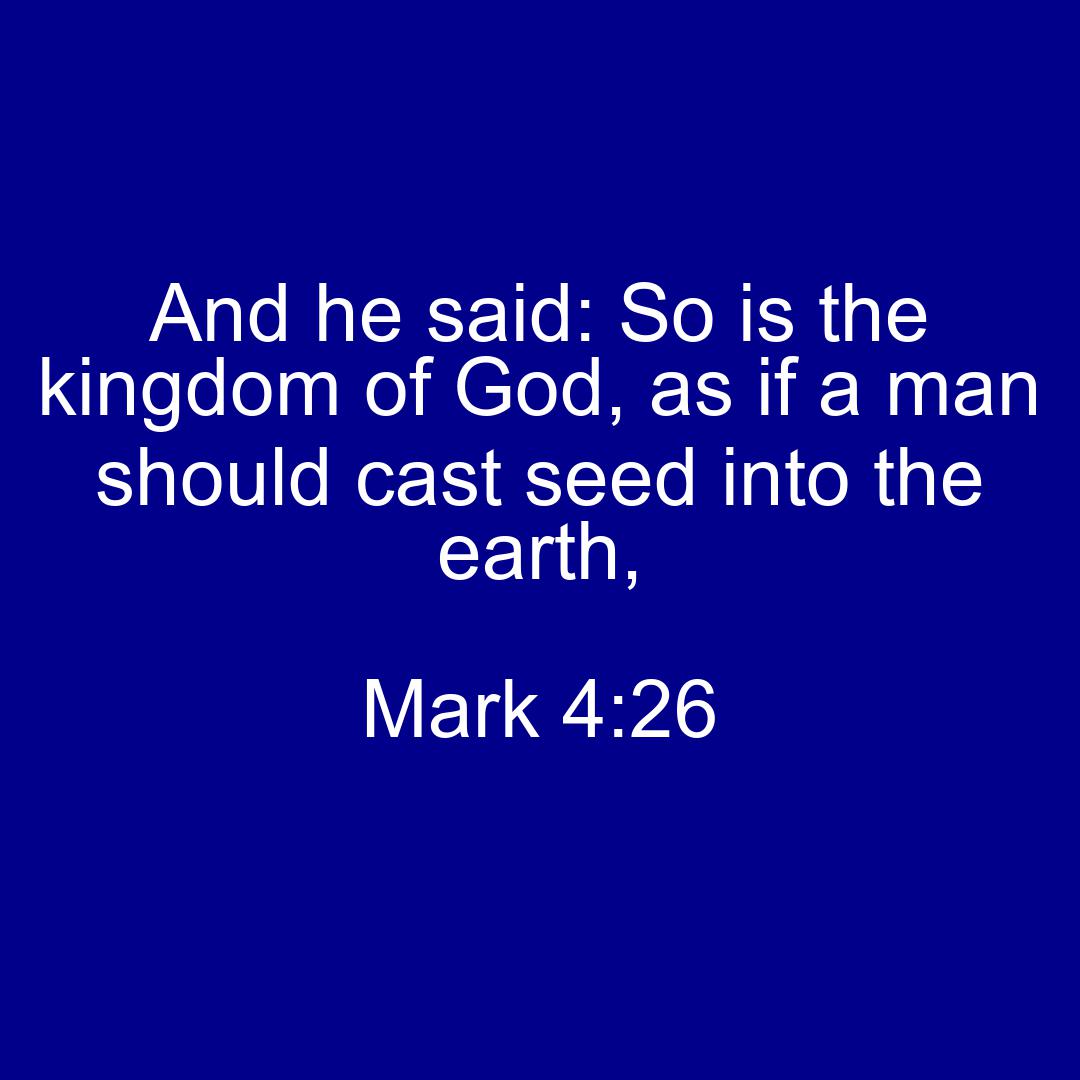 And he said: So is the
kingdom of God, as if a man
should cast seed into the
earth,
Mark 4:26